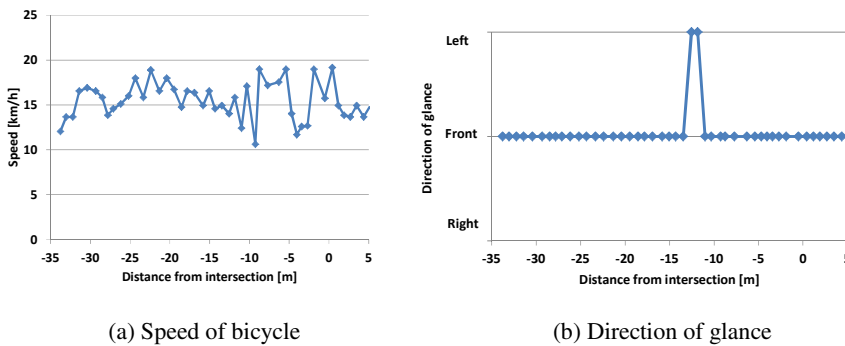 25
20
15
10
5
0
Speed [km/h]
-35 -30 -25 -20 -15 -10 -5 0 5
Distance from intersection [m]
(a) Speed of bicycle
Left
Front
Right
Direction of glance
-35 -30 -25 -20 -15 -10 -5 0 5
Distance from intersection [m]
(b) Direction of glance